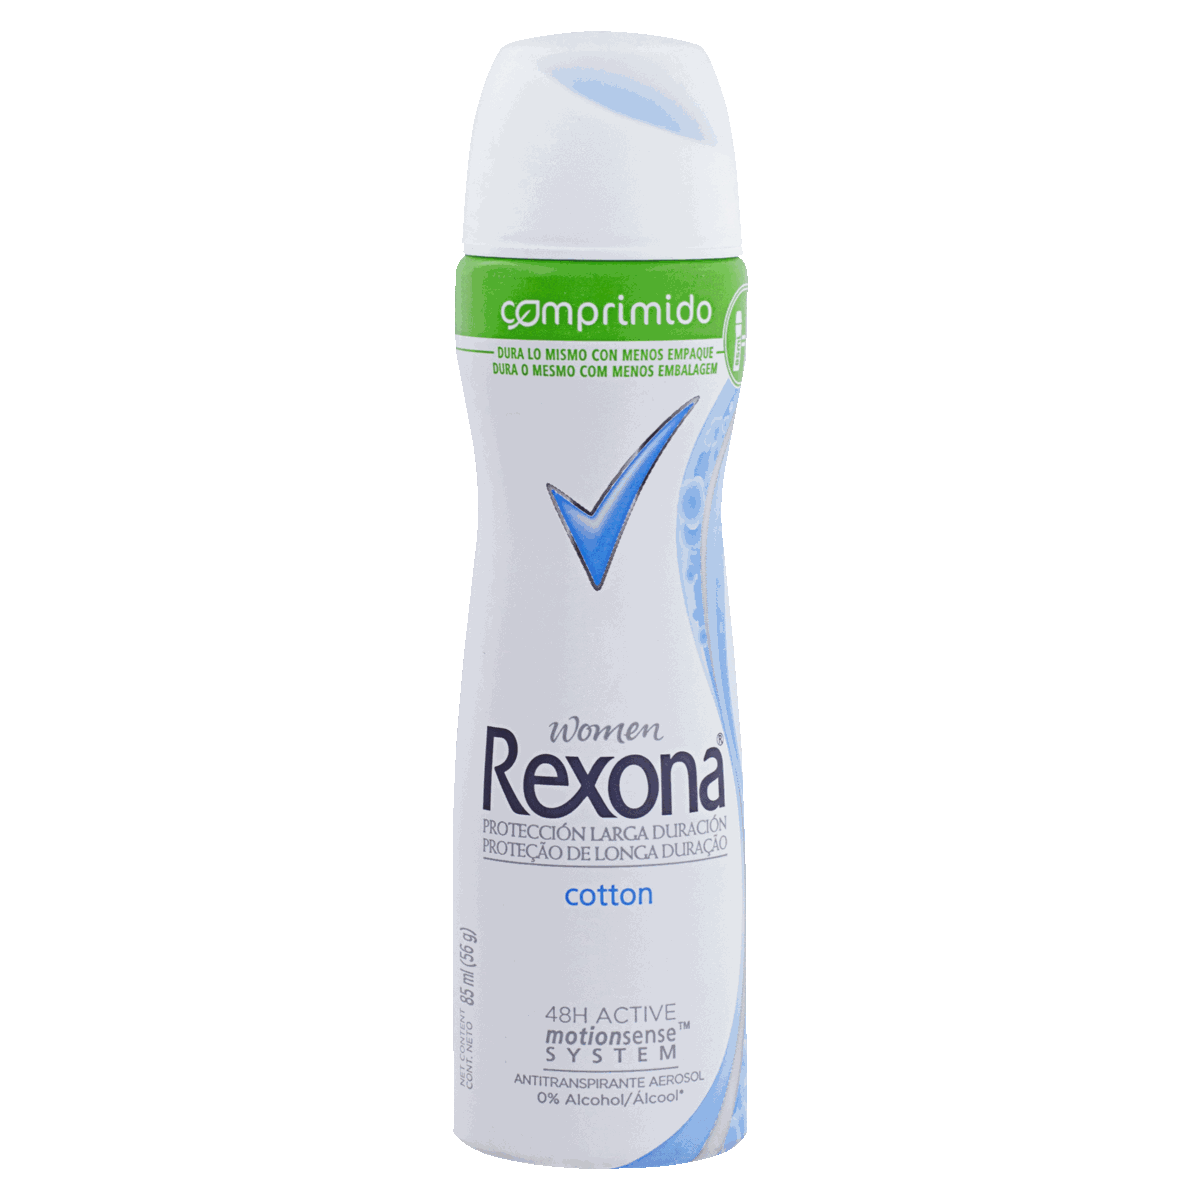 comprimido
DURA LO MISMO CON MENOS EMPAQUE
DURA O MESMO COM MENOS EMBALAGEM
women
Rexona®
PROTECCIÓN LARGA DURACIÓN
PROTEÇÃO DE LONGA DURAÇÃO
cotton
NET CONTENT
CONT. NETO
85 ml (56 g)
48H ACTIVE
motionsense™
SYSTEM
ANTITRANSPIRANTE AEROSOL
0% Alcohol/Álcool*